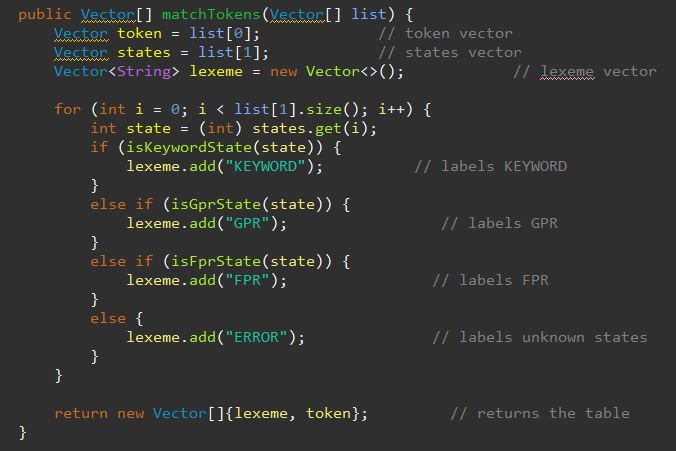 public Vector[] matchTokens(Vector[] list) {
    Vector token = list[0];             // token vector
    Vector states = list[1];            // states vector
    Vector<String> lexeme = new Vector<>();            // lexeme vector

    for (int i = 0; i < list[1].size(); i++) {
        int state = (int) states.get(i);
        if (isKeywordState(state)) {
            lexeme.add("KEYWORD");          // labels KEYWORD
        }
        else if (isGprState(state)) {
            lexeme.add("GPR");                 // labels GPR
        }
        else if (isFprState(state)) {
            lexeme.add("FPR");                // labels FPR
        }
        else {
            lexeme.add("ERROR");              // labels unknown states
        }
    }

    return new Vector[]{lexeme, token};         // returns the table
}